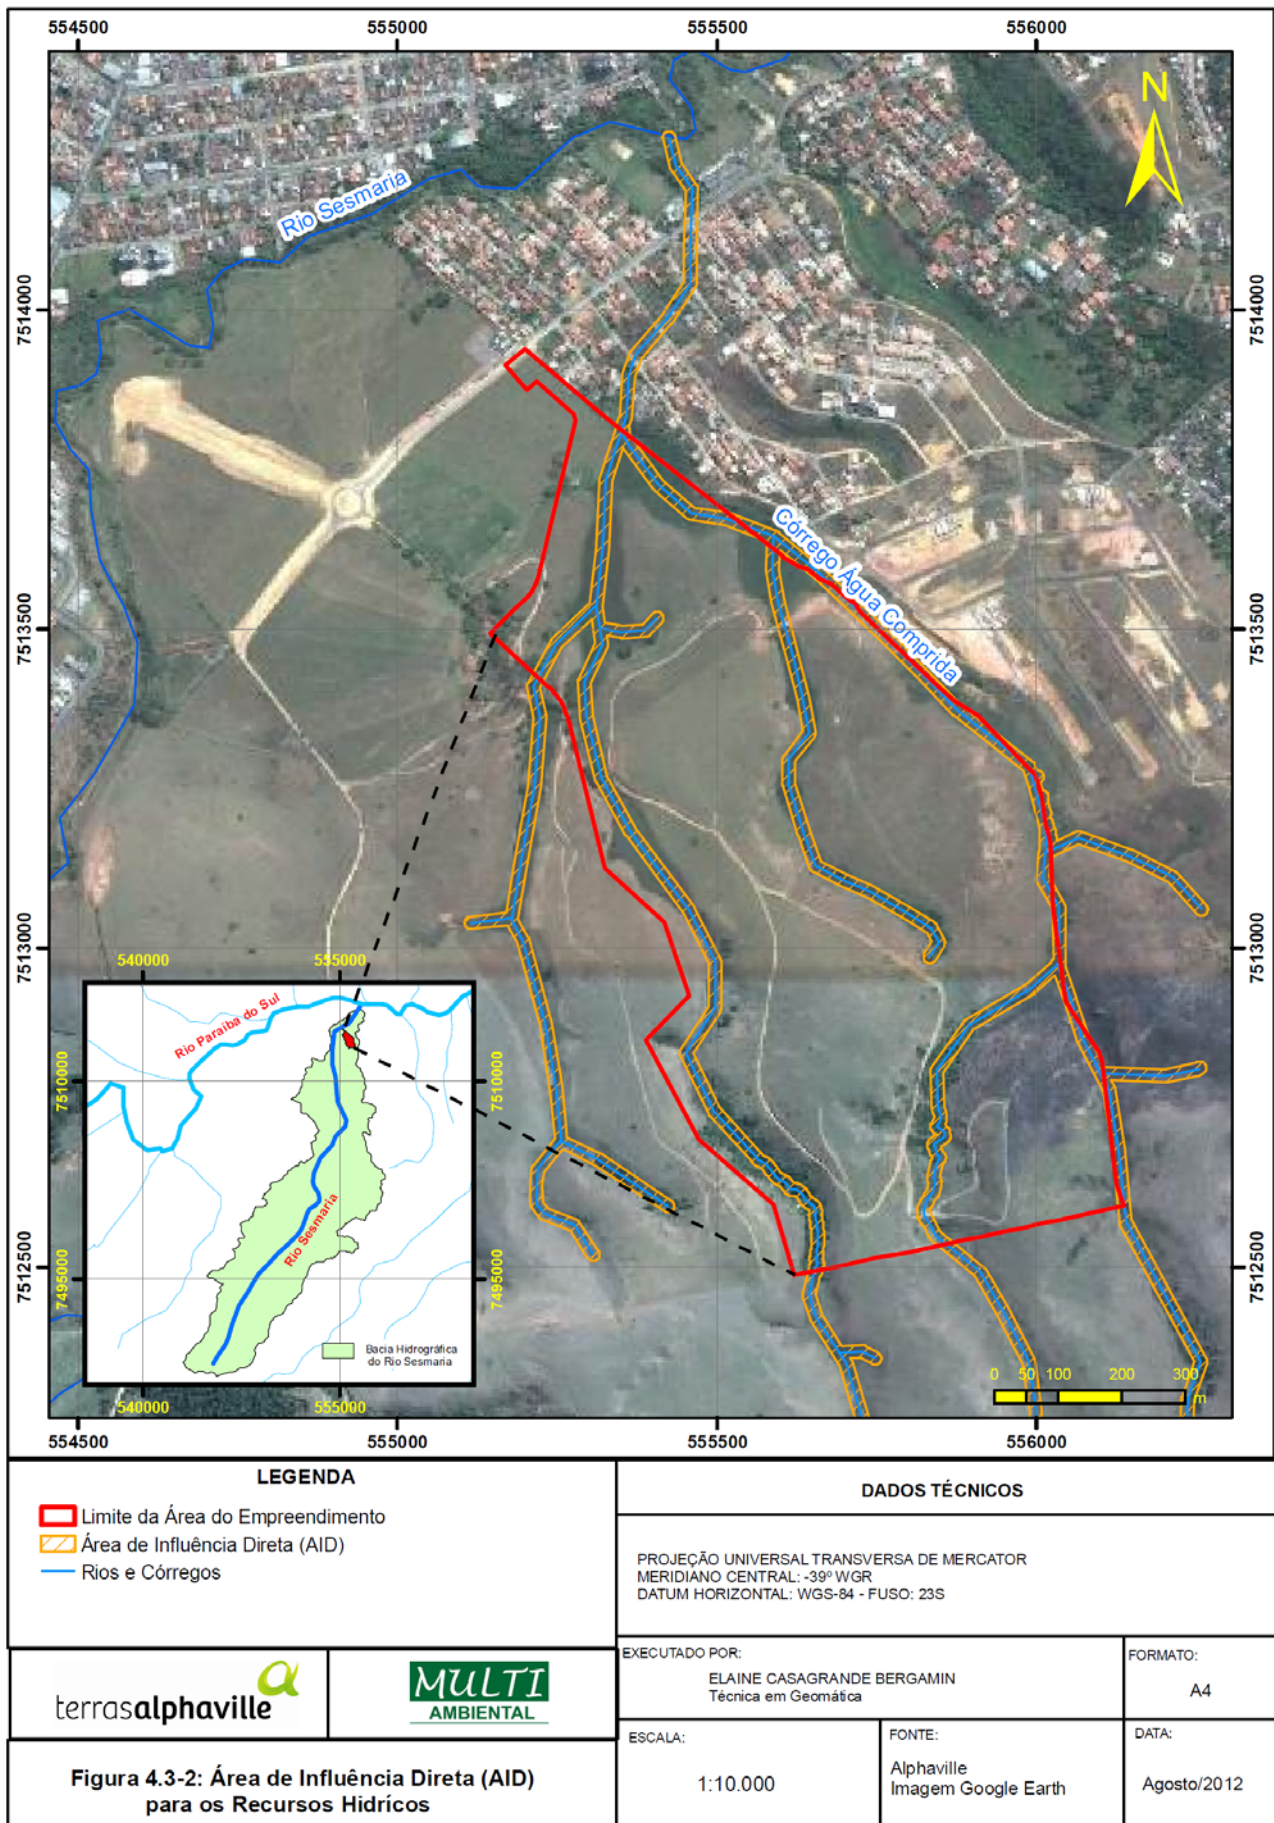 554500
555000
555500
556000
N
Rio Sesmaria
7514000
7514000
Córrego Água Comprida
7513500
7513500
7513000
7513000
540000
555000
Rio Paraiba do Sul
7510000
7510000
Rio Sesmaria
7495000
7495000
Bacia Hidrográfica
do Rio Sesmaria
540000
555000
7512500
7512500
0 50 100 200 300
m
554500
555000
555500
556000
LEGENDA
Limite da Área do Empreendimento
Área de Influência Direta (AID)
Rios e Córregos
DADOS TÉCNICOS
PROJEÇÃO UNIVERSAL TRANSVERSA DE MERCATOR
MERIDIANO CENTRAL: -39º WGR
DATUM HORIZONTAL: WGS-84 - FUSO: 23S
terrasalphaville
MULTI
AMBIENTAL
EXECUTADO POR:
ELAINE CASAGRANDE BERGAMIN
Técnica em Geomática
FORMATO:
A4
ESCALA:
1:10.000
FONTE:
Alphaville
Imagem Google Earth
DATA:
Agosto/2012
Figura 4.3-2: Área de Influência Direta (AID)
para os Recursos Hidrícos